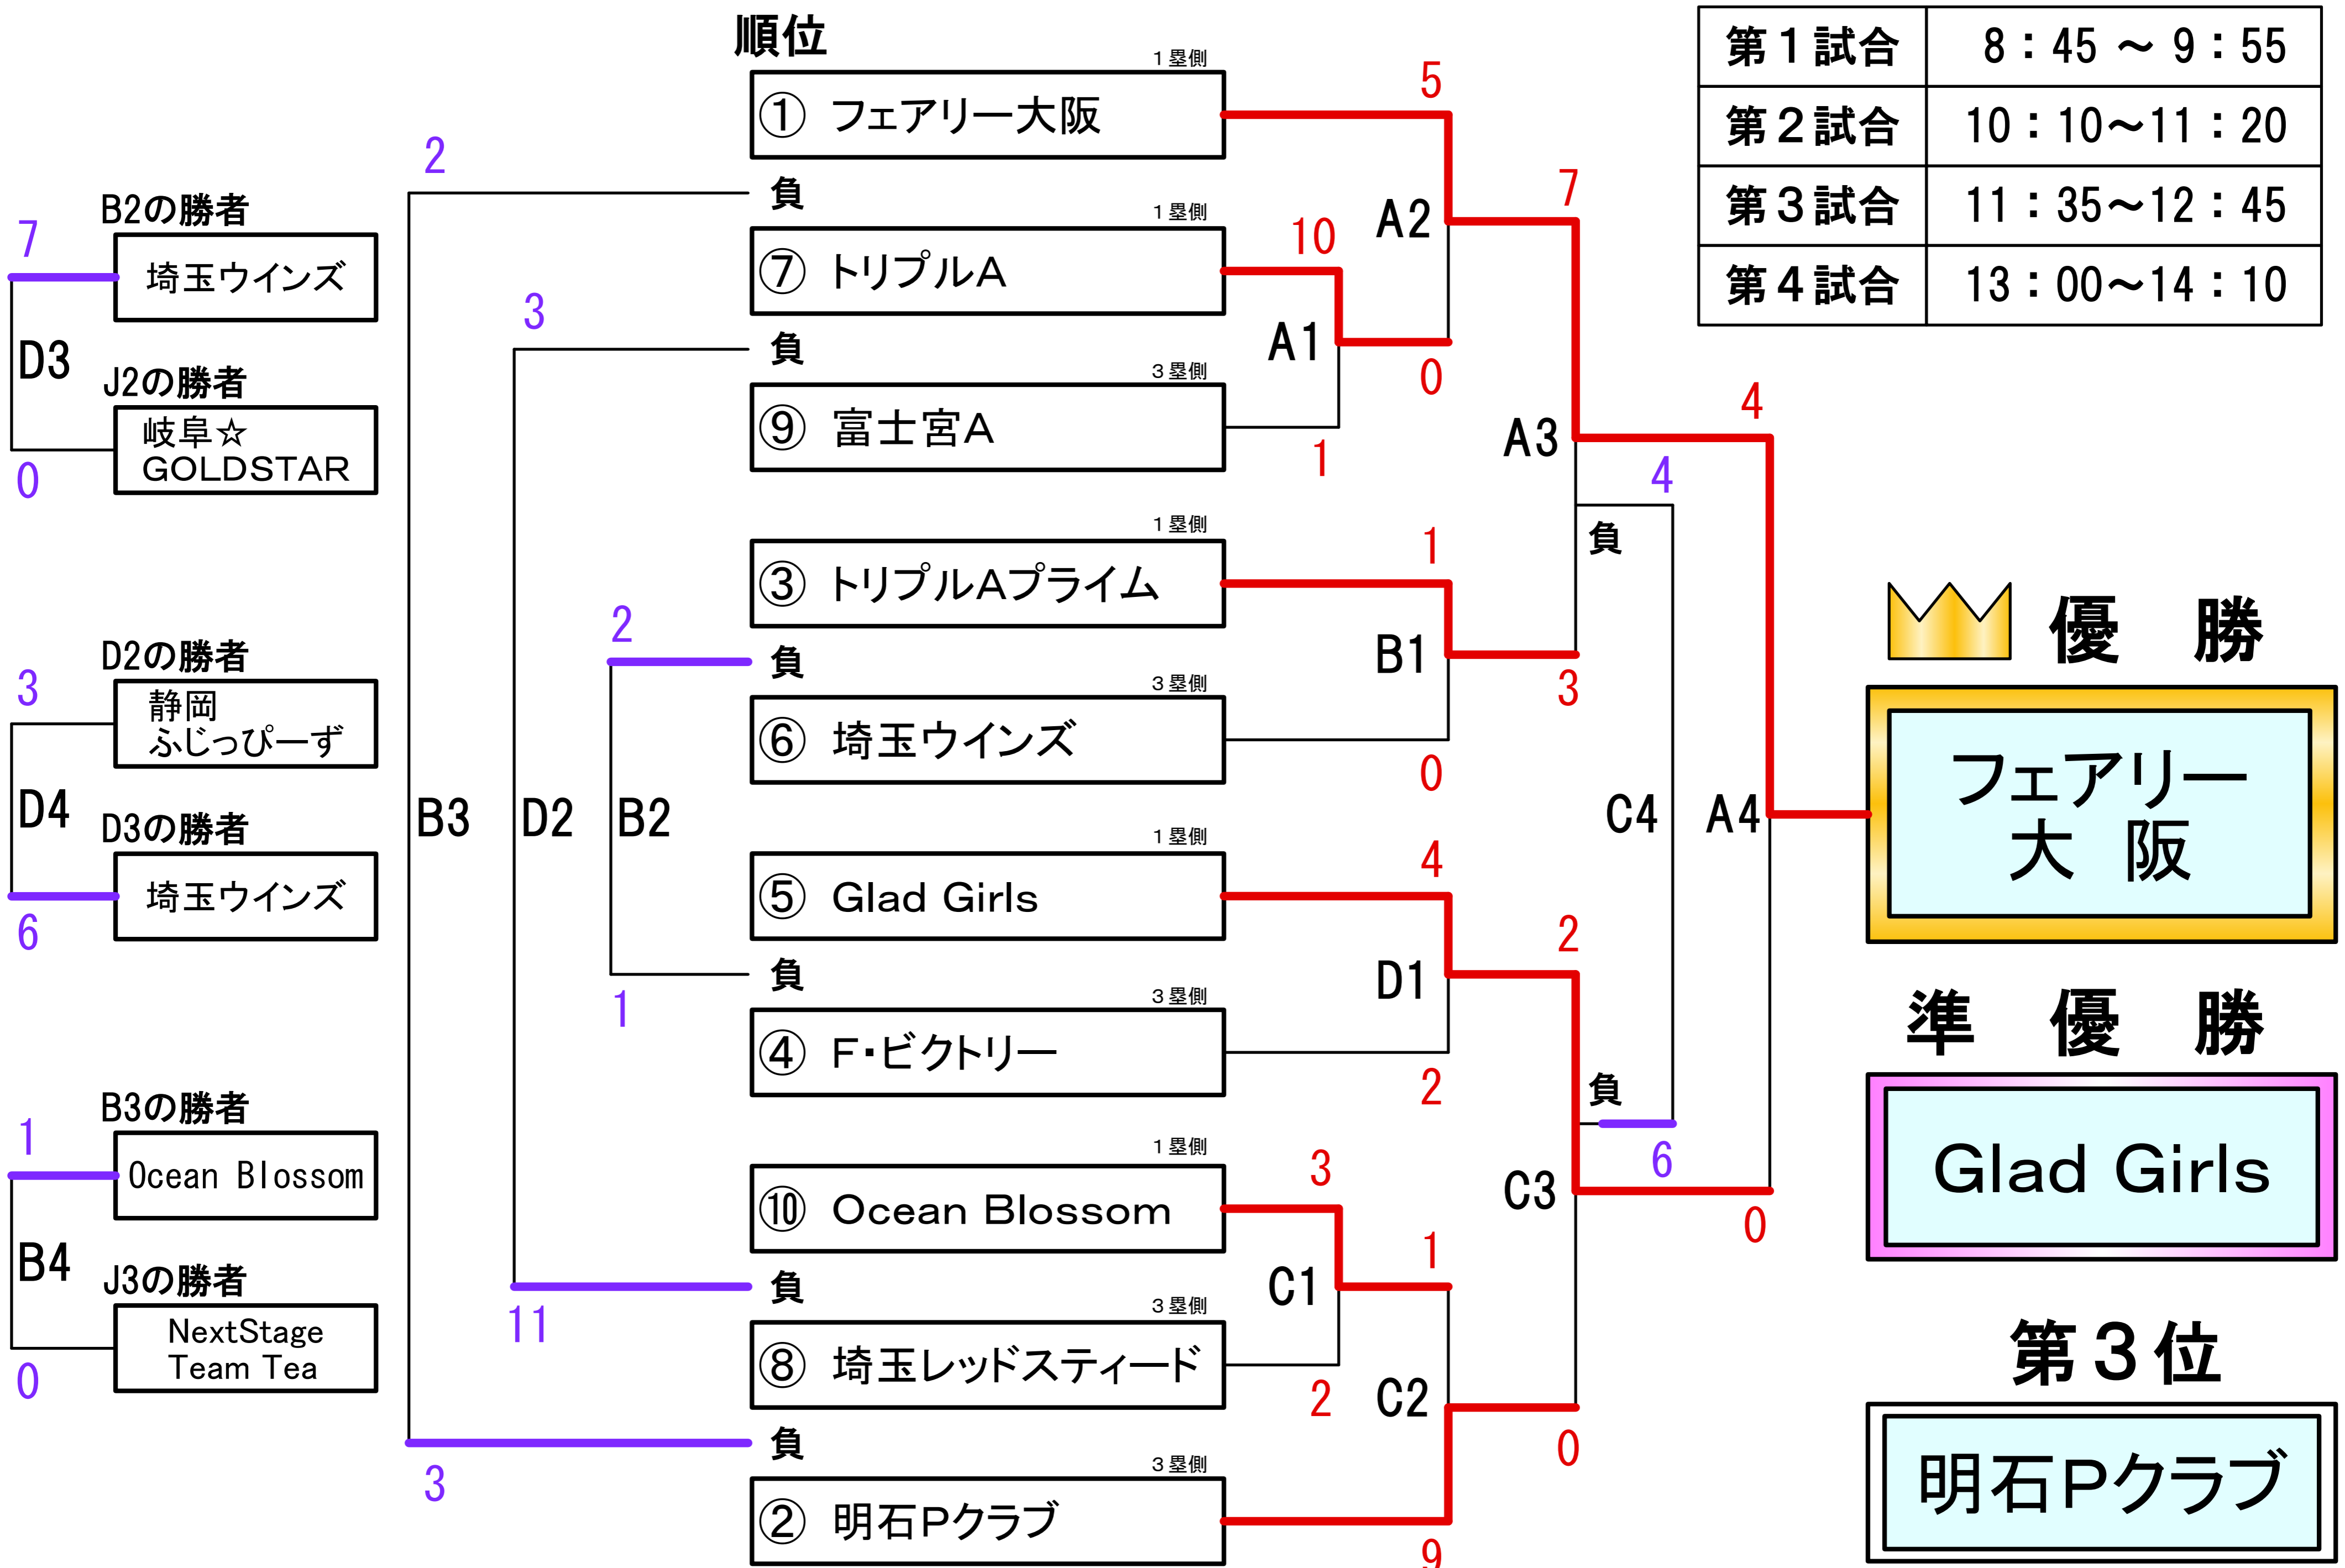 順位
第1試合 8：45 ～ 9：55
第2試合 10：10～11：20
第3試合 11：35～12：45
第4試合 13：00～14：10
B2の勝者
7
埼玉ウインズ
D3
J2の勝者
岐阜☆
GOLDSTAR
0
D2の勝者
3
静岡
ふじっぴーず
D4
D3の勝者
埼玉ウインズ
6
B3の勝者
1
Ocean Blossom
B4
J3の勝者
NextStage
Team Tea
0
2
B3
3
3
D2
11
2
B2
1
1塁側
① フェアリー大阪
負
1塁側
⑦ トリプルA
負
3塁側
⑨ 富士宮A
1塁側
③ トリプルAプライム
負
3塁側
⑥ 埼玉ウインズ
1塁側
⑤ Glad Girls
負
3塁側
④ F・ビクトリー
1塁側
⑩ Ocean Blossom
負
3塁側
⑧ 埼玉レッドスティード
負
3塁側
② 明石Pクラブ
10
A1
1
3
C1
2
5
A2
0
1
B1
0
4
D1
2
1
C2
9
7
A3
3
2
C3
0
負
4
C4
負
6
4
A4
0
優 勝
フェアリー
大 阪
準 優 勝
Glad Girls
第3位
明石Pクラブ